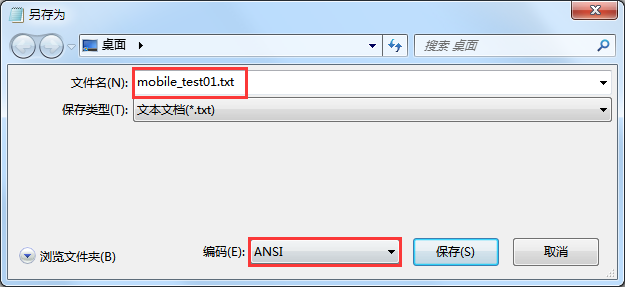 另存为
桌面
搜索 桌面
文件名(N): mobile_test01.txt
保存类型(T): 文本文档(*.txt)
浏览文件夹(B) 编码(E): ANSI 保存(S) 取消